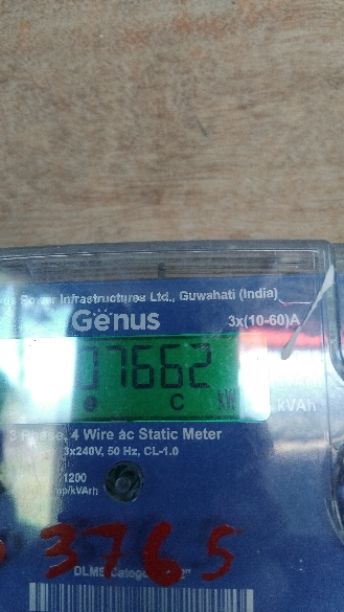 Power Infrastructures Ltd., Guwahati (India)
Genus 3x(10-60)A
07662
C kW
kVAh
3 Phase, 4 Wire ac Static Meter
3x240V, 50 Hz, CL-1.0
1200
imp/kVArh
3765
DLMS